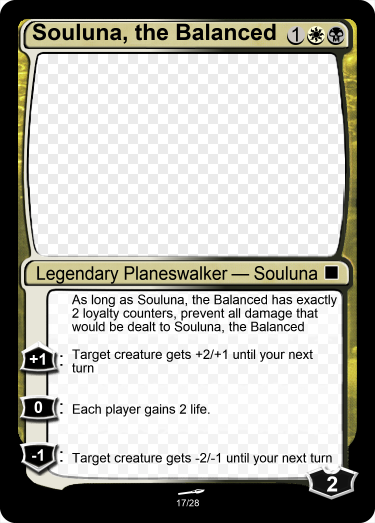 Souluna, the Balanced 1
Legendary Planeswalker — Souluna
As long as Souluna, the Balanced has exactly
2 loyalty counters, prevent all damage that
would be dealt to Souluna, the Balanced
+1 : Target creature gets +2/+1 until your next
turn
0 : Each player gains 2 life.
-1 : Target creature gets -2/-1 until your next turn
2
17/28